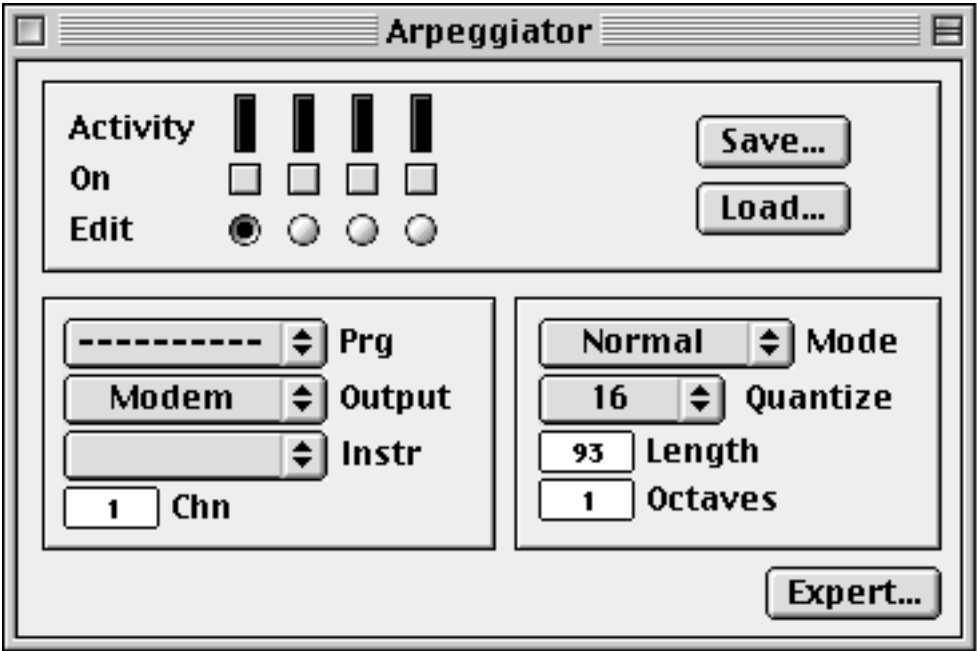 Arpeggiator
Activity
On
Edit
Save...
Load...
---------- Prg
Modem Output
Instr
1 Chn
Normal Mode
16 Quantize
93 Length
1 Octaves
Expert...